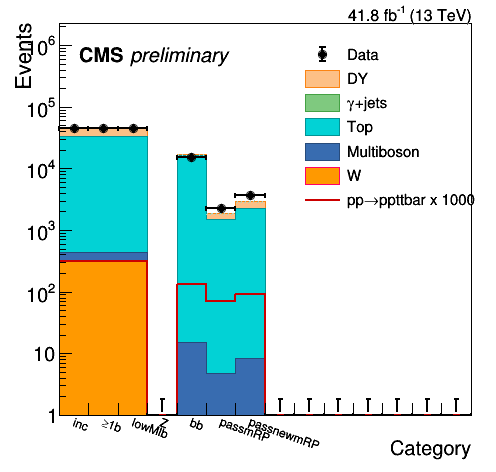 41.8 fb⁻¹ (13 TeV)
Events
CMS preliminary
Data
DY
γ+jets
Top
Multiboson
W
pp→ppttbar x 1000
10⁶
10⁵
10⁴
10³
10²
10
1
inc
≥1b
lowMlb
Z
bb
passmRP
passnewmRP
Category